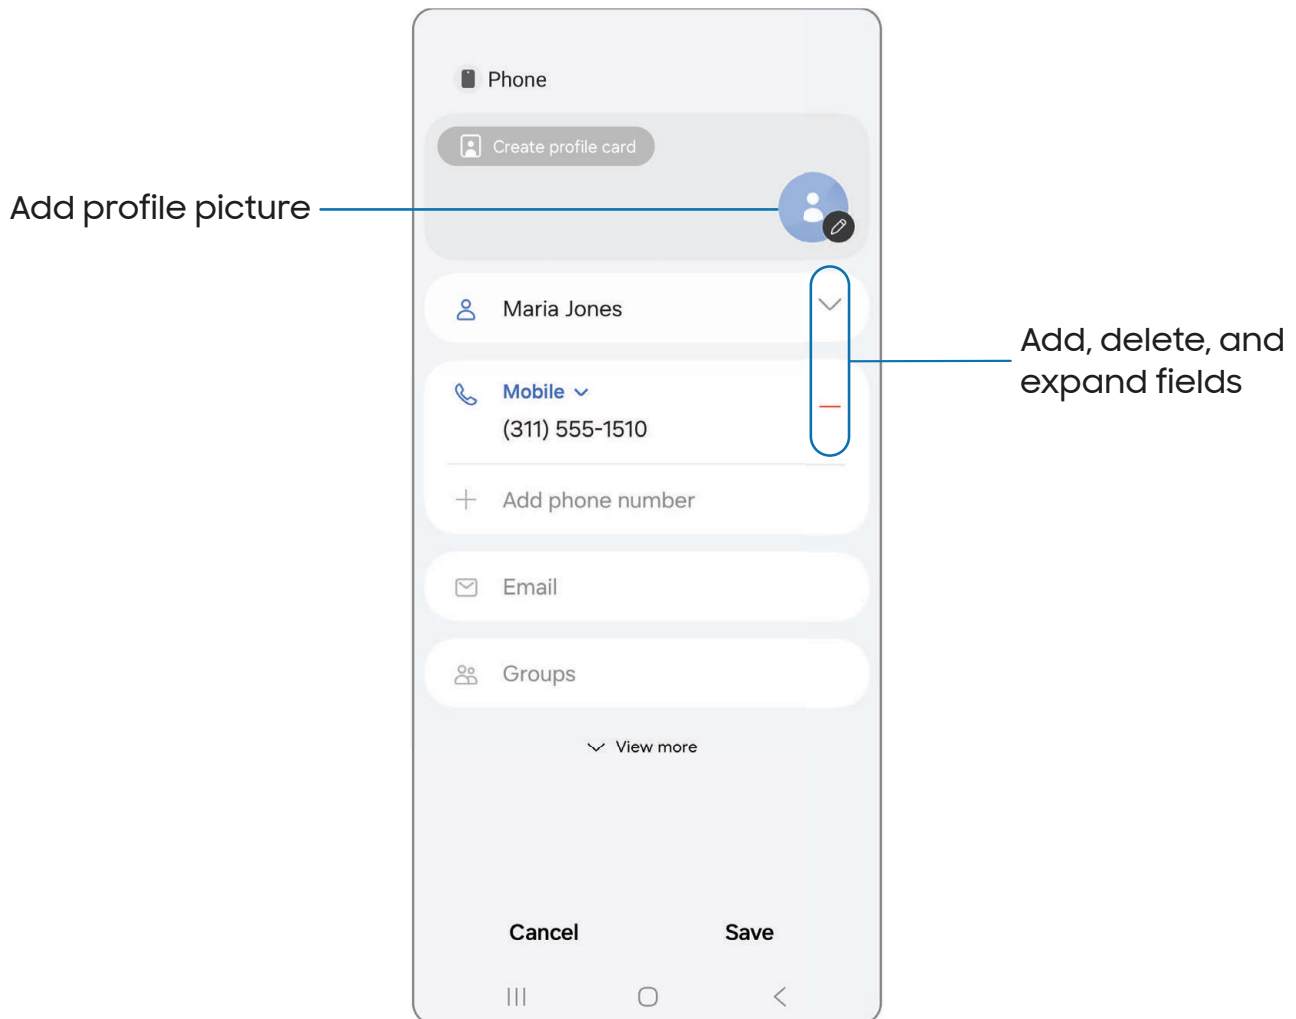 Phone
Create profile card
Add profile picture
Maria Jones
Add, delete, and
expand fields
Mobile
(311) 555-1510
Add phone number
Email
Groups
View more
Cancel
Save